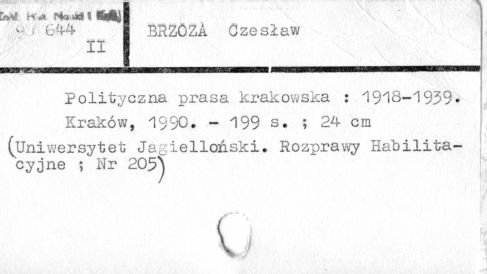 90 644
II
BRZOZA Czesław
Polityczna prasa krakowska : 1918-1939.
Kraków, 1990. - 199 s. ; 24 cm
(Uniwersytet Jagielloński. Rozprawy Habilita-
cyjne ; Nr 205)